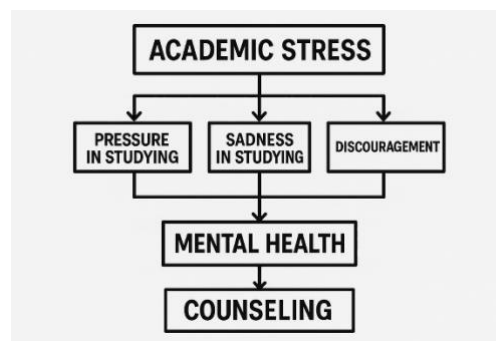 ACADEMIC STRESS
PRESSURE
IN STUDYING
SADNESS
IN STUDYING
DISCOURAGEMENT
MENTAL HEALTH
COUNSELING